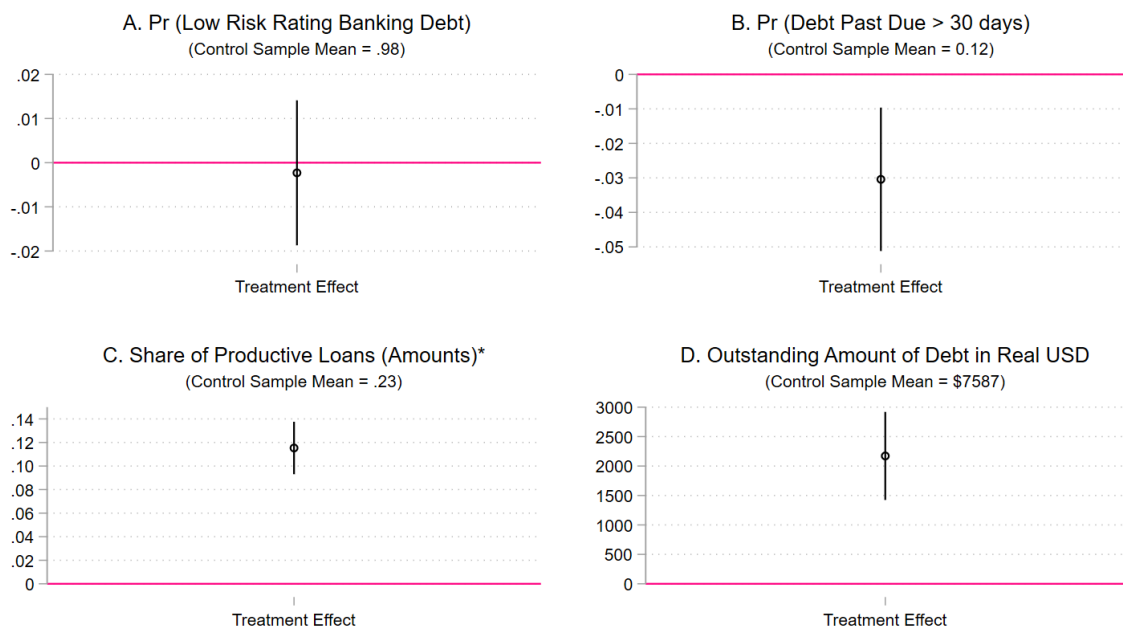 A. Pr (Low Risk Rating Banking Debt)
(Control Sample Mean = .98)
.02
.01
0
-.01
-.02
Treatment Effect
B. Pr (Debt Past Due > 30 days)
(Control Sample Mean = 0.12)
0
-.01
-.02
-.03
-.04
-.05
Treatment Effect
C. Share of Productive Loans (Amounts)*
(Control Sample Mean = .23)
.14
.12
.10
.08
.06
.04
.02
0
Treatment Effect
D. Outstanding Amount of Debt in Real USD
(Control Sample Mean = $7587)
3000
2500
2000
1500
1000
500
0
Treatment Effect